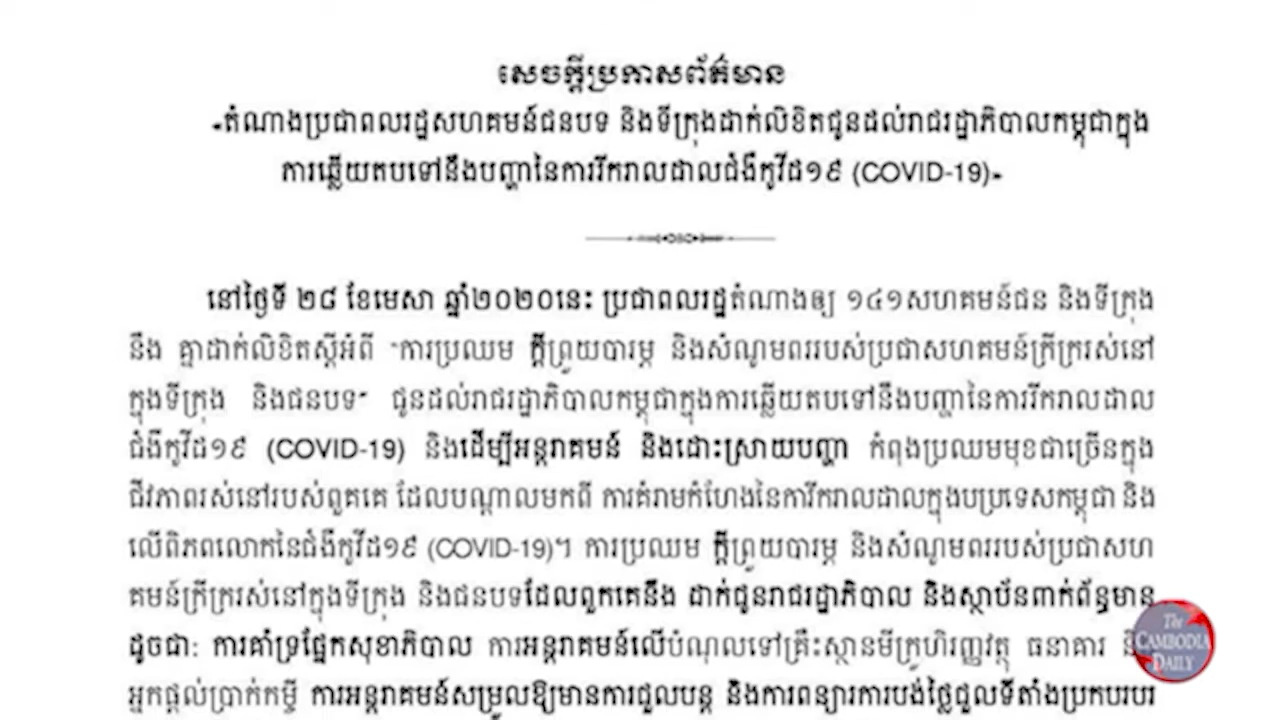 សេចក្ដីប្រកាសព័ត៌មាន
-តំណាងប្រជាពលរដ្ឋសហគមន៍ជនបទ និងទីក្រុងដាក់លិខិតជូនដល់រាជរដ្ឋាភិបាលកម្ពុជាក្នុង
ការឆ្លើយតបទៅនឹងបញ្ហានៃការរីករាលដាលជំងឺកូវីដ១៩ (COVID-19)-
នៅថ្ងៃទី ២៨ ខែមេសា ឆ្នាំ២០២០នេះ ប្រជាពលរដ្ឋតំណាងឲ្យ ១៤១សហគមន៍ជន និងទីក្រុង
នឹង គ្នាដាក់លិខិតស្ដីអំពី "ការប្រឈម ក្ដីព្រួយបារម្ភ និងសំណូមពររបស់ប្រជាសហគមន៍ក្រីក្ររស់នៅ
ក្នុងទីក្រុង និងជនបទ" ជូនដល់រាជរដ្ឋាភិបាលកម្ពុជាក្នុងការឆ្លើយតបទៅនឹងបញ្ហានៃការរីករាលដាល
ជំងឺកូវីដ១៩ (COVID-19) និងដើម្បីអន្តរាគមន៍ និងដោះស្រាយបញ្ហា កំពុងប្រឈមមុខជាច្រើនក្នុង
ជីវភាពរស់នៅរបស់ពួគគេ ដែលបណ្ដាលមកពី ការគំរាមកំហែងនៃការីករាលដាលក្នុងបប្រទេសកម្ពុជា និង
លើពិភពលោកនៃជំងឺកូវីដ១៩ (COVID-19)។ ការប្រឈម ក្ដីព្រួយបារម្ភ និងសំណូមពររបស់ប្រជាសហ
គមន៍ក្រីក្ររស់នៅក្នុងទីក្រុង និងជនបទដែលពួកគេនឹង ដាក់ជូនរាជរដ្ឋាភិបាល និងស្ថាប័នពាក់ព័ន្ធមាន
ដូចជា: ការគាំទ្រផ្នែកសុខាភិបាល ការអន្តរាគមន៍លើបំណុលទៅគ្រឹះស្ថានមីក្រូហិរញ្ញវត្ថុ ធនាគារ
អ្នកផ្ដល់ប្រាក់កម្ចី ការអន្តរាគមន៍សម្រួលឱ្យមានការជួលបន្ត និងការពន្យារការបង់ថ្លៃជួលទីតាំងប្រកបរបរ
The
CAMBODIA
DAILY